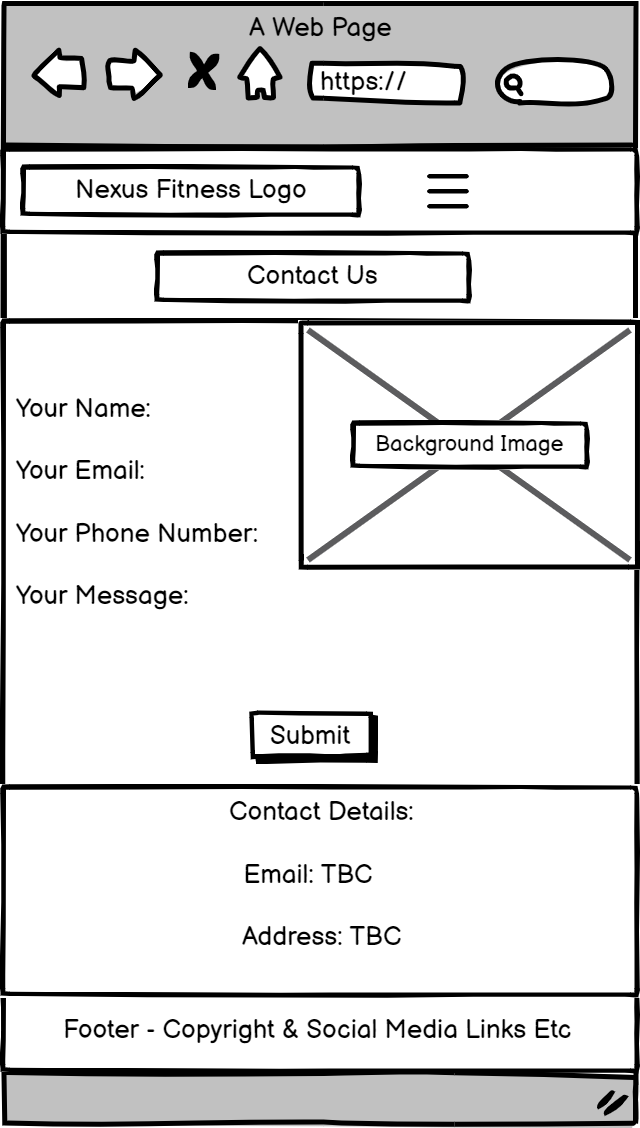 A Web Page
https://
Nexus Fitness Logo
Contact Us
Background Image
Your Name:
Your Email:
Your Phone Number:
Your Message:
Submit
Contact Details:
Email: TBC
Address: TBC
Footer - Copyright & Social Media Links Etc